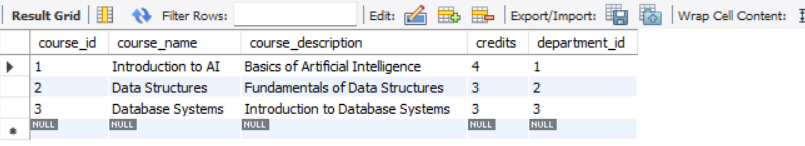 Result Grid Filter Rows: Edit: Export/Import: Wrap Cell Content:
course_id course_name course_description credits department_id
1 Introduction to AI Basics of Artificial Intelligence 4 1
2 Data Structures Fundamentals of Data Structures 3 2
3 Database Systems Introduction to Database Systems 3 3
NULL NULL NULL NULL NULL